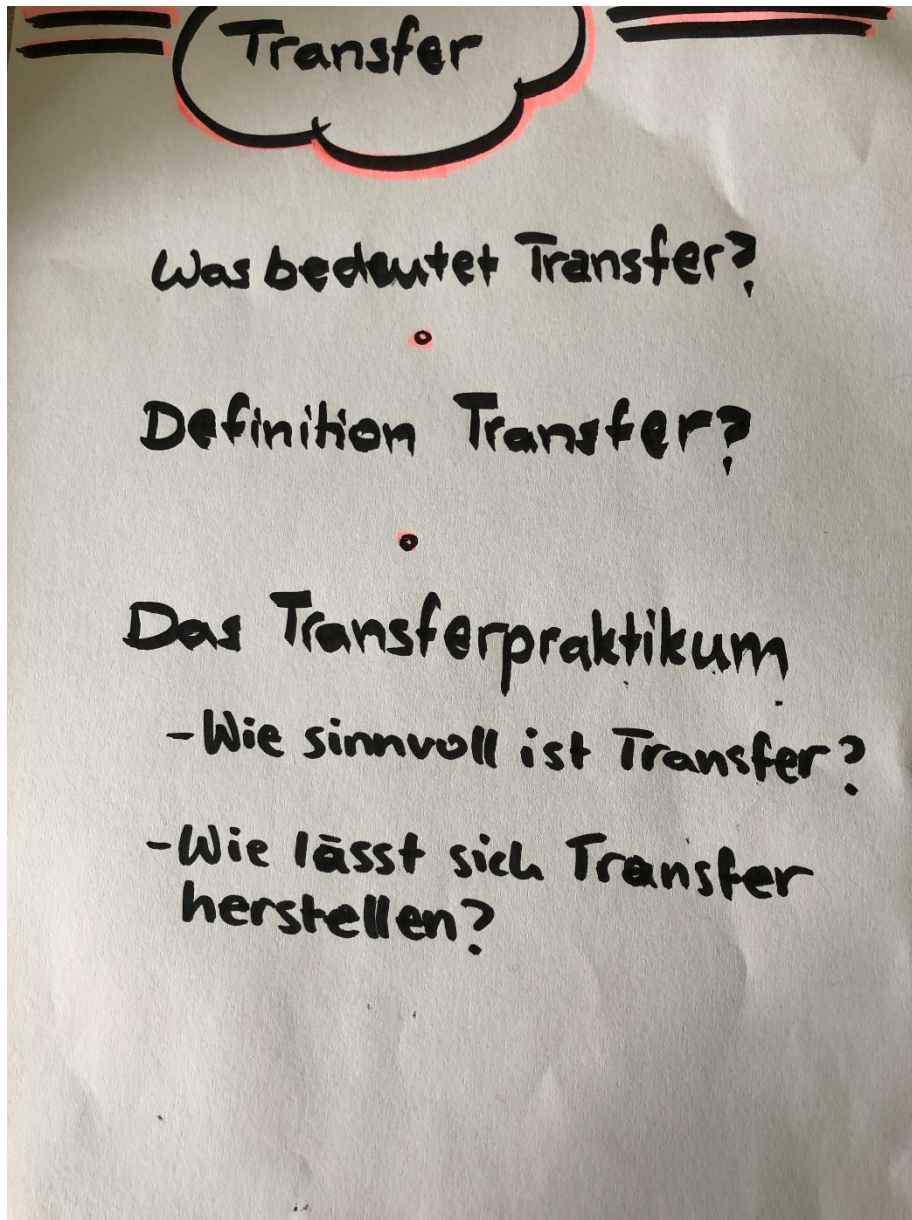 Transfer
Was bedeutet Transfer?
Definition Transfer?
Das Transferpraktikum
-Wie sinnvoll ist Transfer?
-Wie lässt sich Transfer
herstellen?